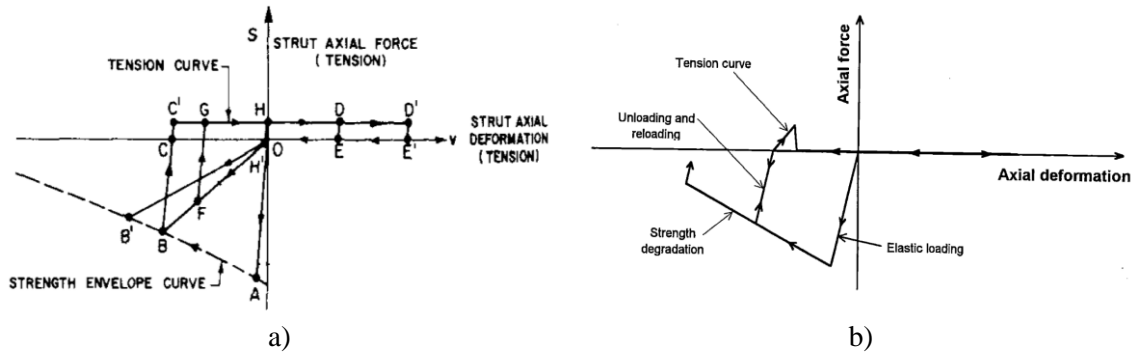 S
STRUT AXIAL FORCE
( TENSION )
TENSION CURVE
C' G H D D'
C O E E' V
STRUT AXIAL
DEFORMATION
(TENSION)
H'
F
B' B
STRENGTH ENVELOPE CURVE
A
a)
Axial force
Tension curve
Unloading and
reloading
Axial deformation
Strength
degradation
Elastic loading
b)